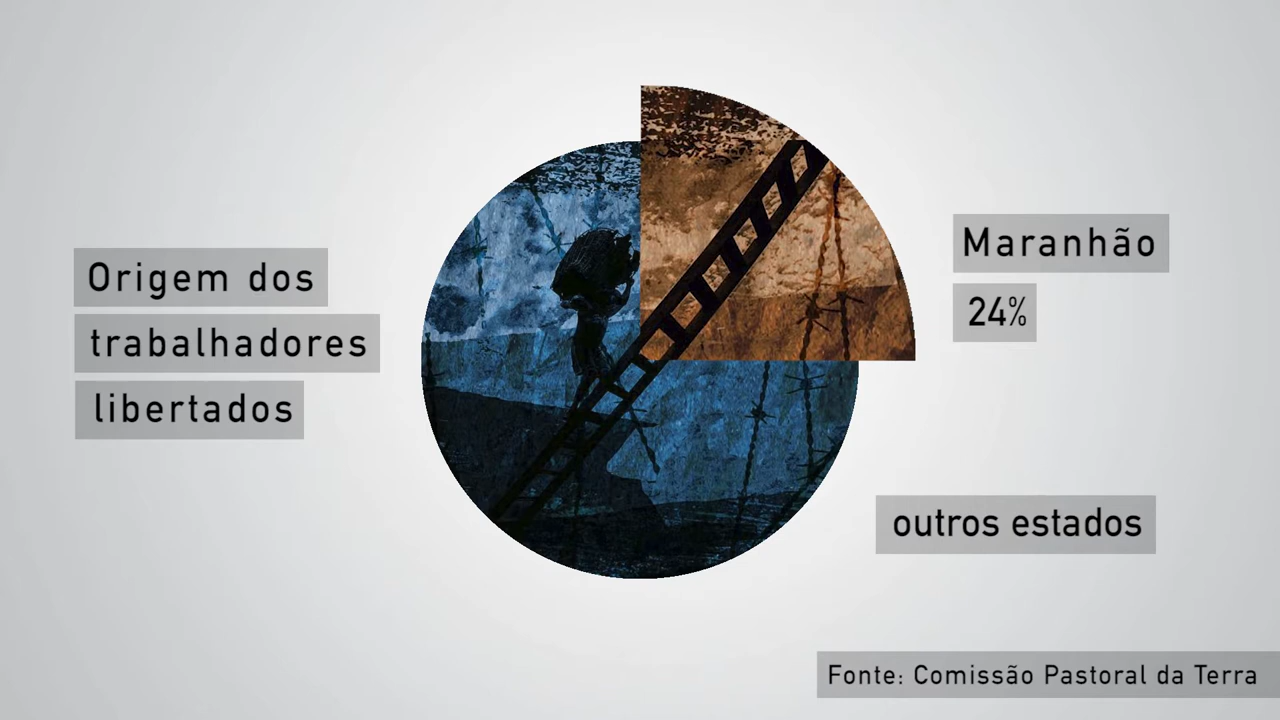 Origem dos
trabalhadores
libertados
Maranhão
24%
outros estados
Fonte: Comissão Pastoral da Terra